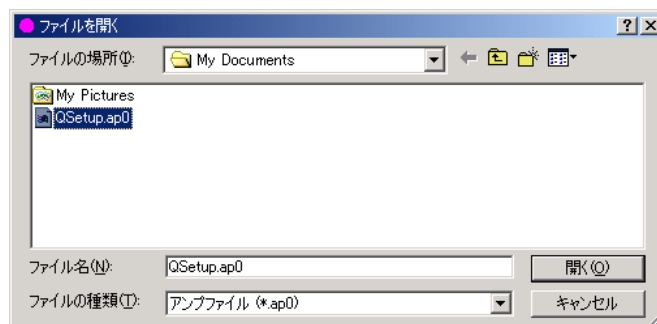 ファイルを開く
ファイルの場所(I): My Documents
My Pictures
QSetup.ap0
ファイル名(N): QSetup.ap0 開く(O)
ファイルの種類(T): アンプファイル (*.ap0) キャンセル